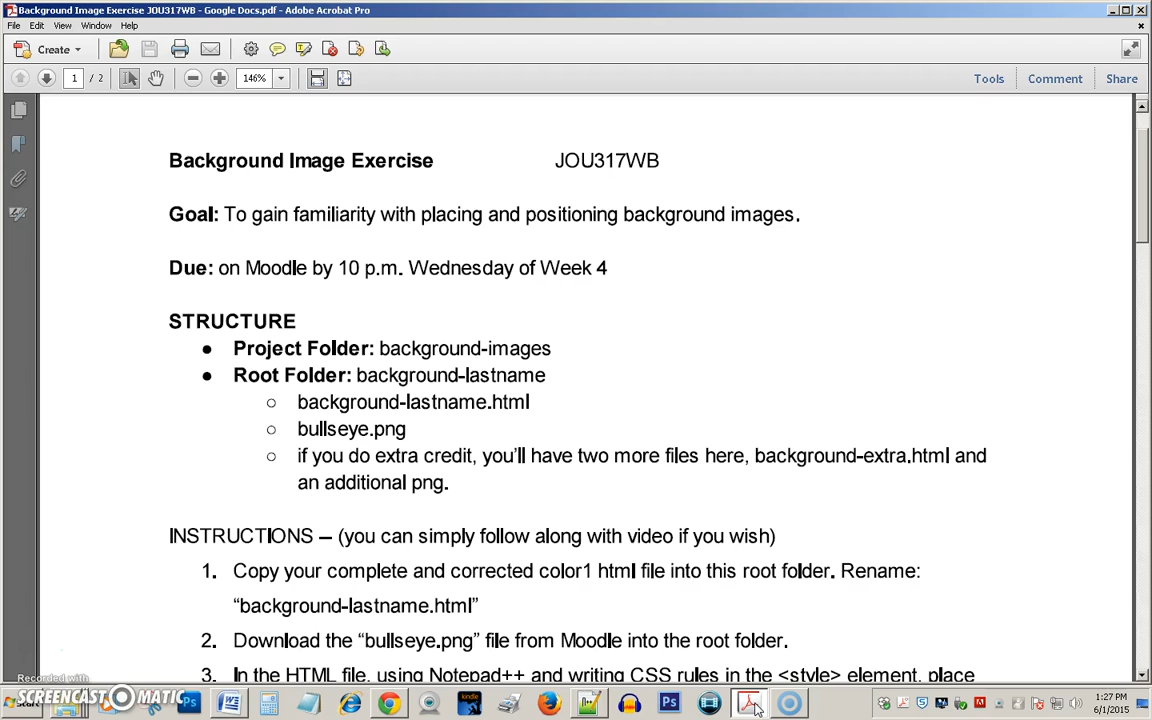 Background Image Exercise JOU317WB - Google Docs.pdf - Adobe Acrobat Pro
File Edit View Window Help
Create
1 / 2 146% Tools Comment Share
Background Image Exercise JOU317WB
Goal: To gain familiarity with placing and positioning background images.
Due: on Moodle by 10 p.m. Wednesday of Week 4
STRUCTURE
● Project Folder: background-images
● Root Folder: background-lastname
○ background-lastname.html
○ bullseye.png
○ if you do extra credit, you'll have two more files here, background-extra.html and
an additional png.
INSTRUCTIONS – (you can simply follow along with video if you wish)
1. Copy your complete and corrected color1 html file into this root folder. Rename:
“background-lastname.html”
2. Download the “bullseye.png” file from Moodle into the root folder.
3. In the HTML file, using Notepad++ and writing CSS rules in the <style> element, place
Recorded with
SCREENCAST MATIC
Ps
kindle
Ps
1:27 PM
6/1/2015